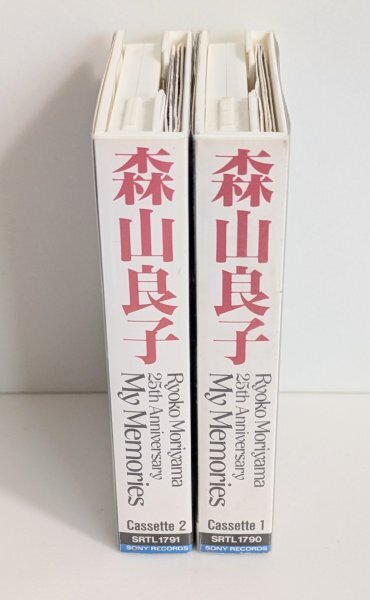 森山良子
Ryoko Moriyama
25th Anniversary
My Memories
Cassette 2
SRTL1791
SONY RECORDS
森山良子
Ryoko Moriyama
25th Anniversary
My Memories
Cassette 1
SRTL1790
SONY RECORDS